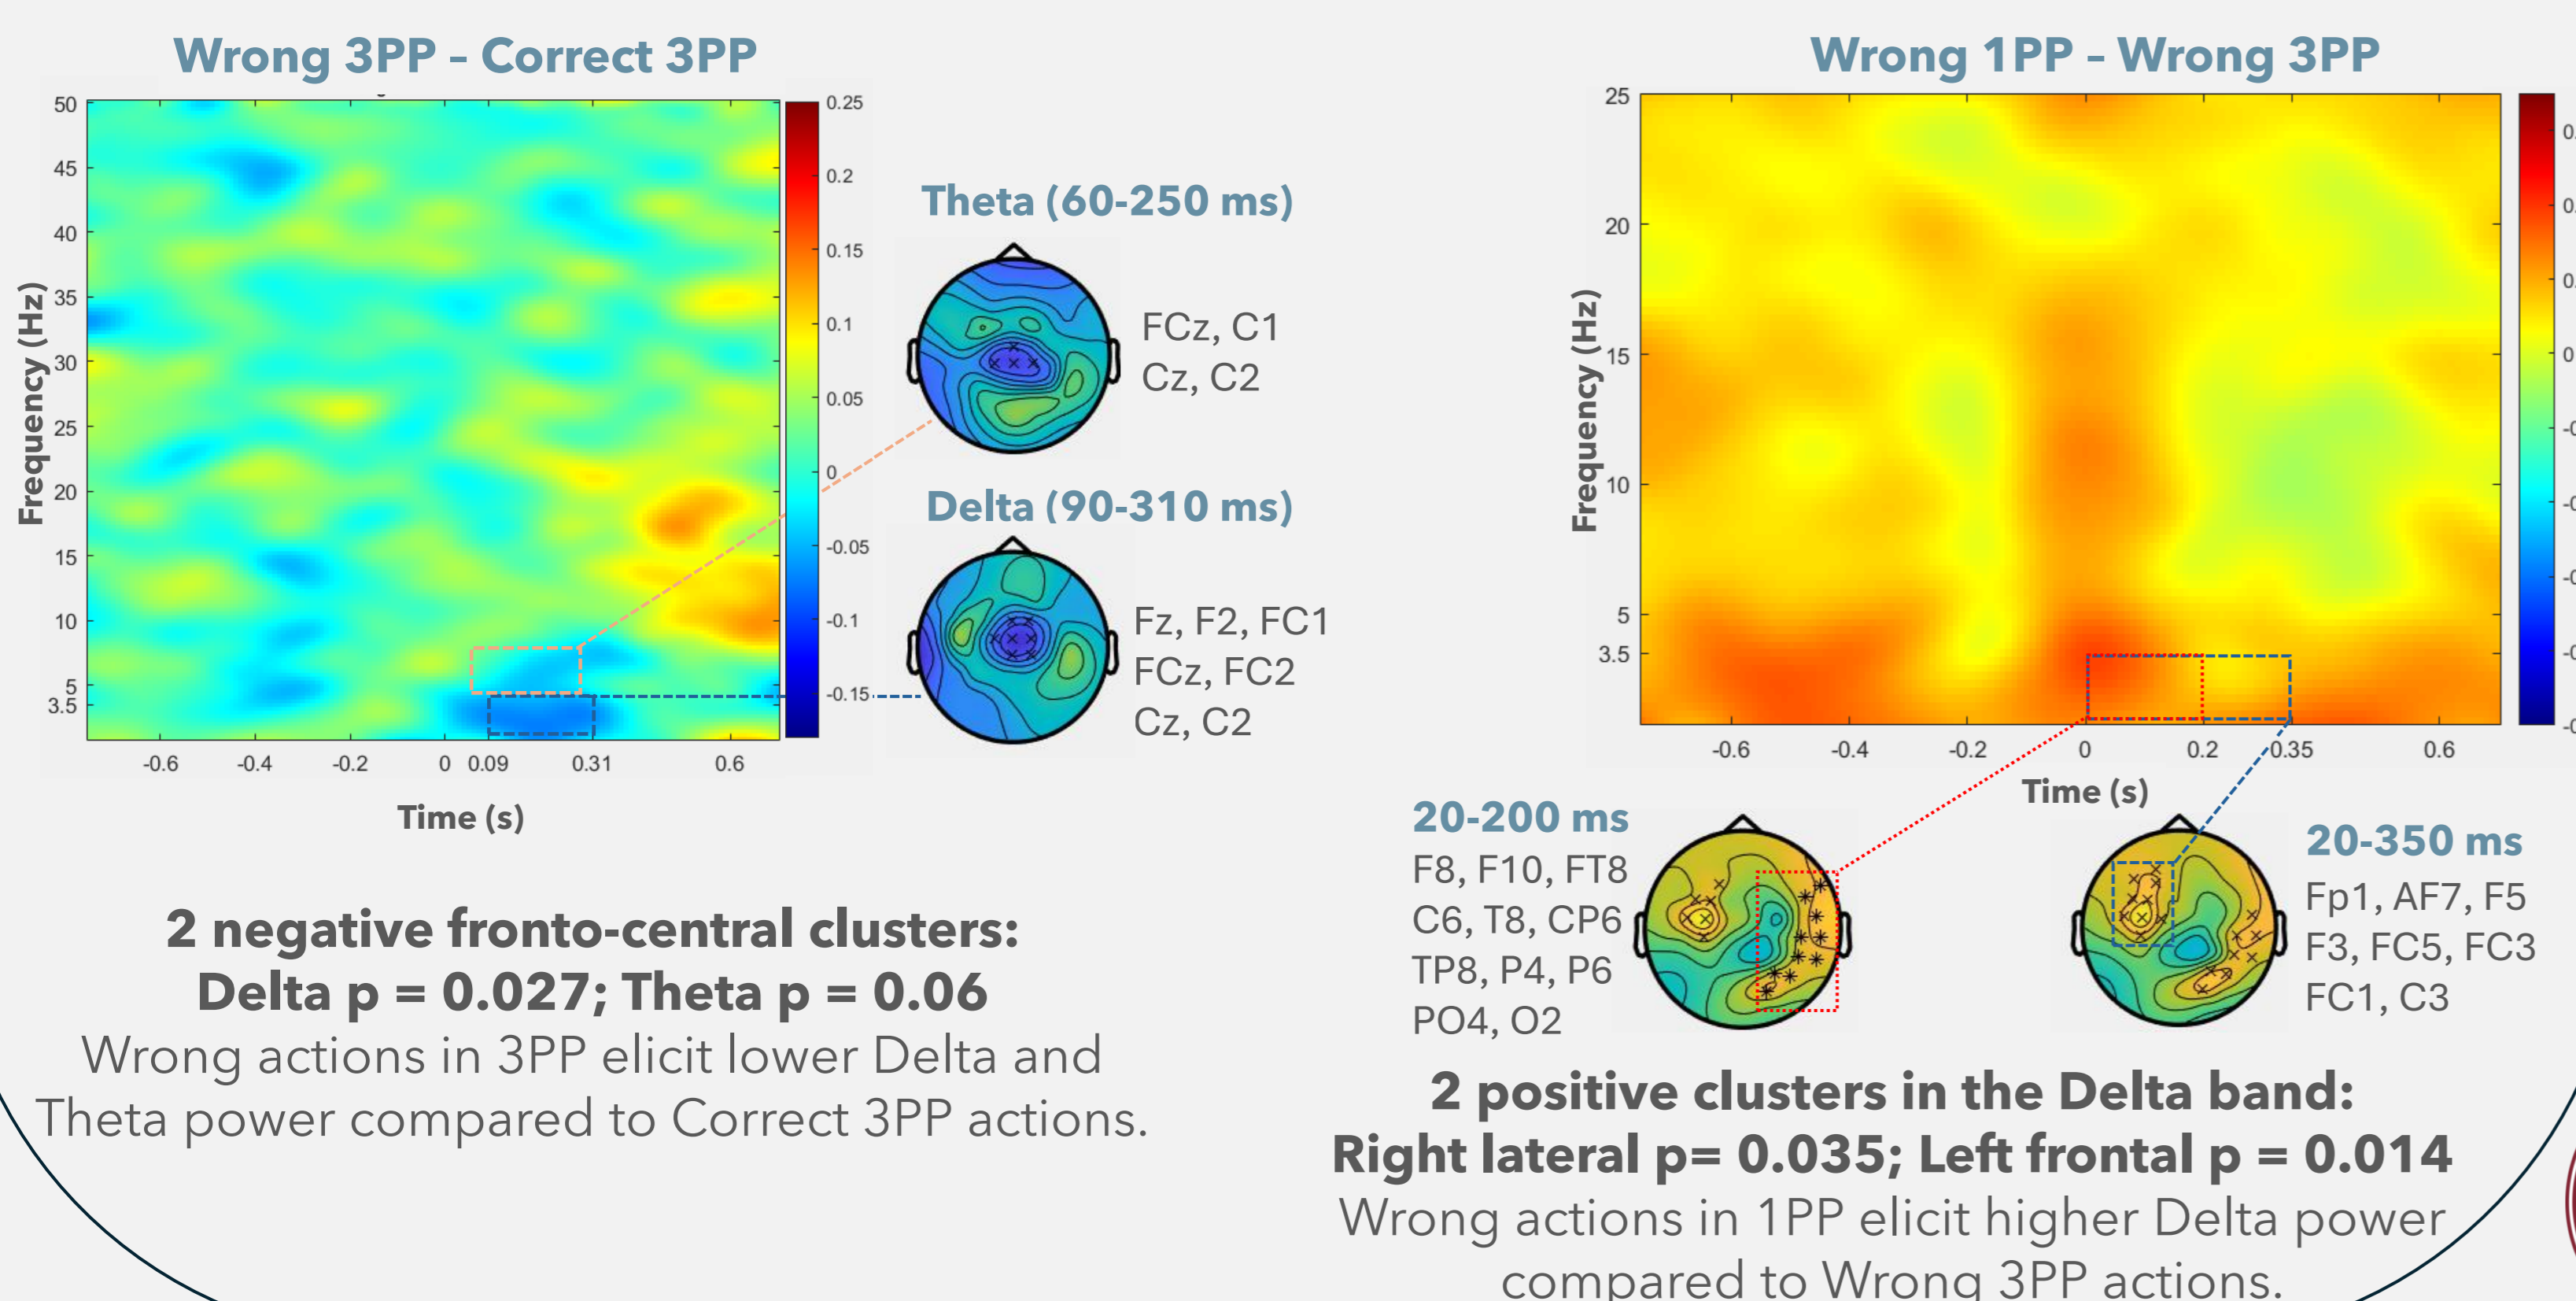 Wrong 3PP – Correct 3PP
Frequency (Hz)
50
45
40
35
30
25
20
15
10
5
3.5
-0.6
-0.4
-0.2
0
0.09
0.31
0.6
Time (s)
0.25
0.2
0.15
0.1
0.05
0
-0.05
-0.1
-0.15
Theta (60-250 ms)
FCz, C1
Cz, C2
Delta (90-310 ms)
Fz, F2, FC1
FCz, FC2
Cz, C2
2 negative fronto-central clusters:
Delta p = 0.027; Theta p = 0.06
Wrong actions in 3PP elicit lower Delta and
Theta power compared to Correct 3PP actions.
Wrong 1PP – Wrong 3PP
Frequency (Hz)
25
20
15
10
5
3.5
-0.6
-0.4
-0.2
0
0.2
0.35
0.6
Time (s)
20-200 ms
F8, F10, FT8
C6, T8, CP6
TP8, P4, P6
PO4, O2
20-350 ms
Fp1, AF7, F5
F3, FC5, FC3
FC1, C3
2 positive clusters in the Delta band:
Right lateral p= 0.035; Left frontal p = 0.014
Wrong actions in 1PP elicit higher Delta power
compared to Wrong 3PP actions.